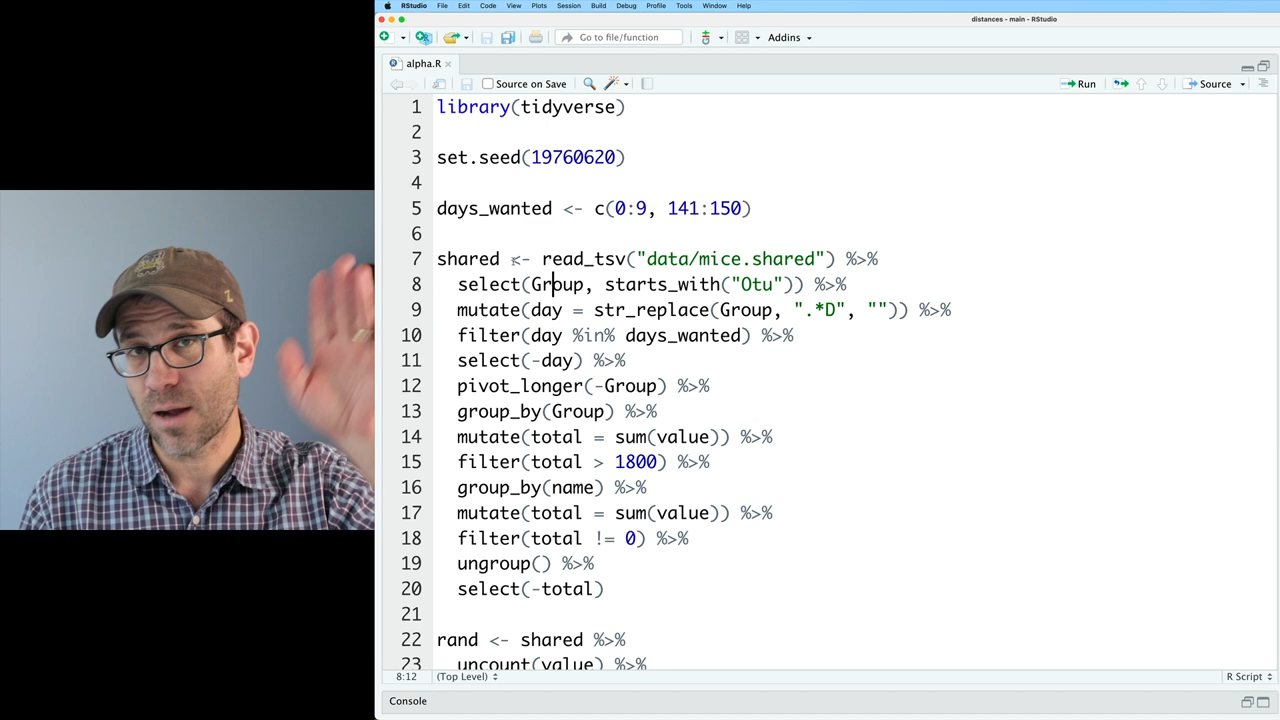 RStudio File Edit Code View Plots Session Build Debug Profile Tools Window Help
distances - main - RStudio
Go to file/function Addins
alpha.R
Source on Save Run Source
1 library(tidyverse)
2
3 set.seed(19760620)
4
5 days_wanted <- c(0:9, 141:150)
6
7 shared <- read_tsv("data/mice.shared") %>%
8 select(Group, starts_with("Otu")) %>%
9 mutate(day = str_replace(Group, ".*D", "")) %>%
10 filter(day %in% days_wanted) %>%
11 select(-day) %>%
12 pivot_longer(-Group) %>%
13 group_by(Group) %>%
14 mutate(total = sum(value)) %>%
15 filter(total > 1800) %>%
16 group_by(name) %>%
17 mutate(total = sum(value)) %>%
18 filter(total != 0) %>%
19 ungroup() %>%
20 select(-total)
21
22 rand <- shared %>%
23 uncount(value) %>%
8:12 (Top Level) R Script
Console